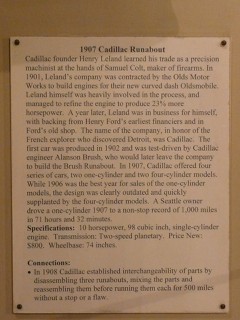 1907 Cadillac Runabout
Cadillac founder Henry Leland learned his trade as a precision
machinist at the hands of Samuel Colt, maker of firearms. In
1901, Leland's company was contracted by the Olds Motor
Works to build engines for their new curved dash Oldsmobile.
Leland himself was heavily involved in the process, and
managed to refine the engine to produce 23% more
horsepower. A year later, Leland was in business for himself,
with backing from Henry Ford's earliest financiers and in
Ford's old shop. The name of the company, in honor of the
French explorer who discovered Detroit, was Cadillac. The
first car was produced in 1902 and was test-driven by Cadillac
engineer Alanson Brush, who would later leave the company
to build the Brush Runabout. In 1907, Cadillac offered four
series of cars, two one-cylinder and two four-cylinder models.
While 1906 was the best year for sales of the one-cylinder
models, the design was clearly outdated and quickly
supplanted by the four-cylinder models. A Seattle owner
drove a one-cylinder 1907 to a non-stop record of 1,000 miles
in 71 hours and 32 minutes.
Specifications: 10 horsepower, 98 cubic inch, single-cylinder
engine. Transmission: Two-speed planetary. Price New:
$800. Wheelbase: 74 inches.
Connections:
• In 1908 Cadillac established interchangeability of parts by
disassembling three runabouts, mixing the parts and
reassembling them before running them each for 500 miles
without a stop or a flaw.